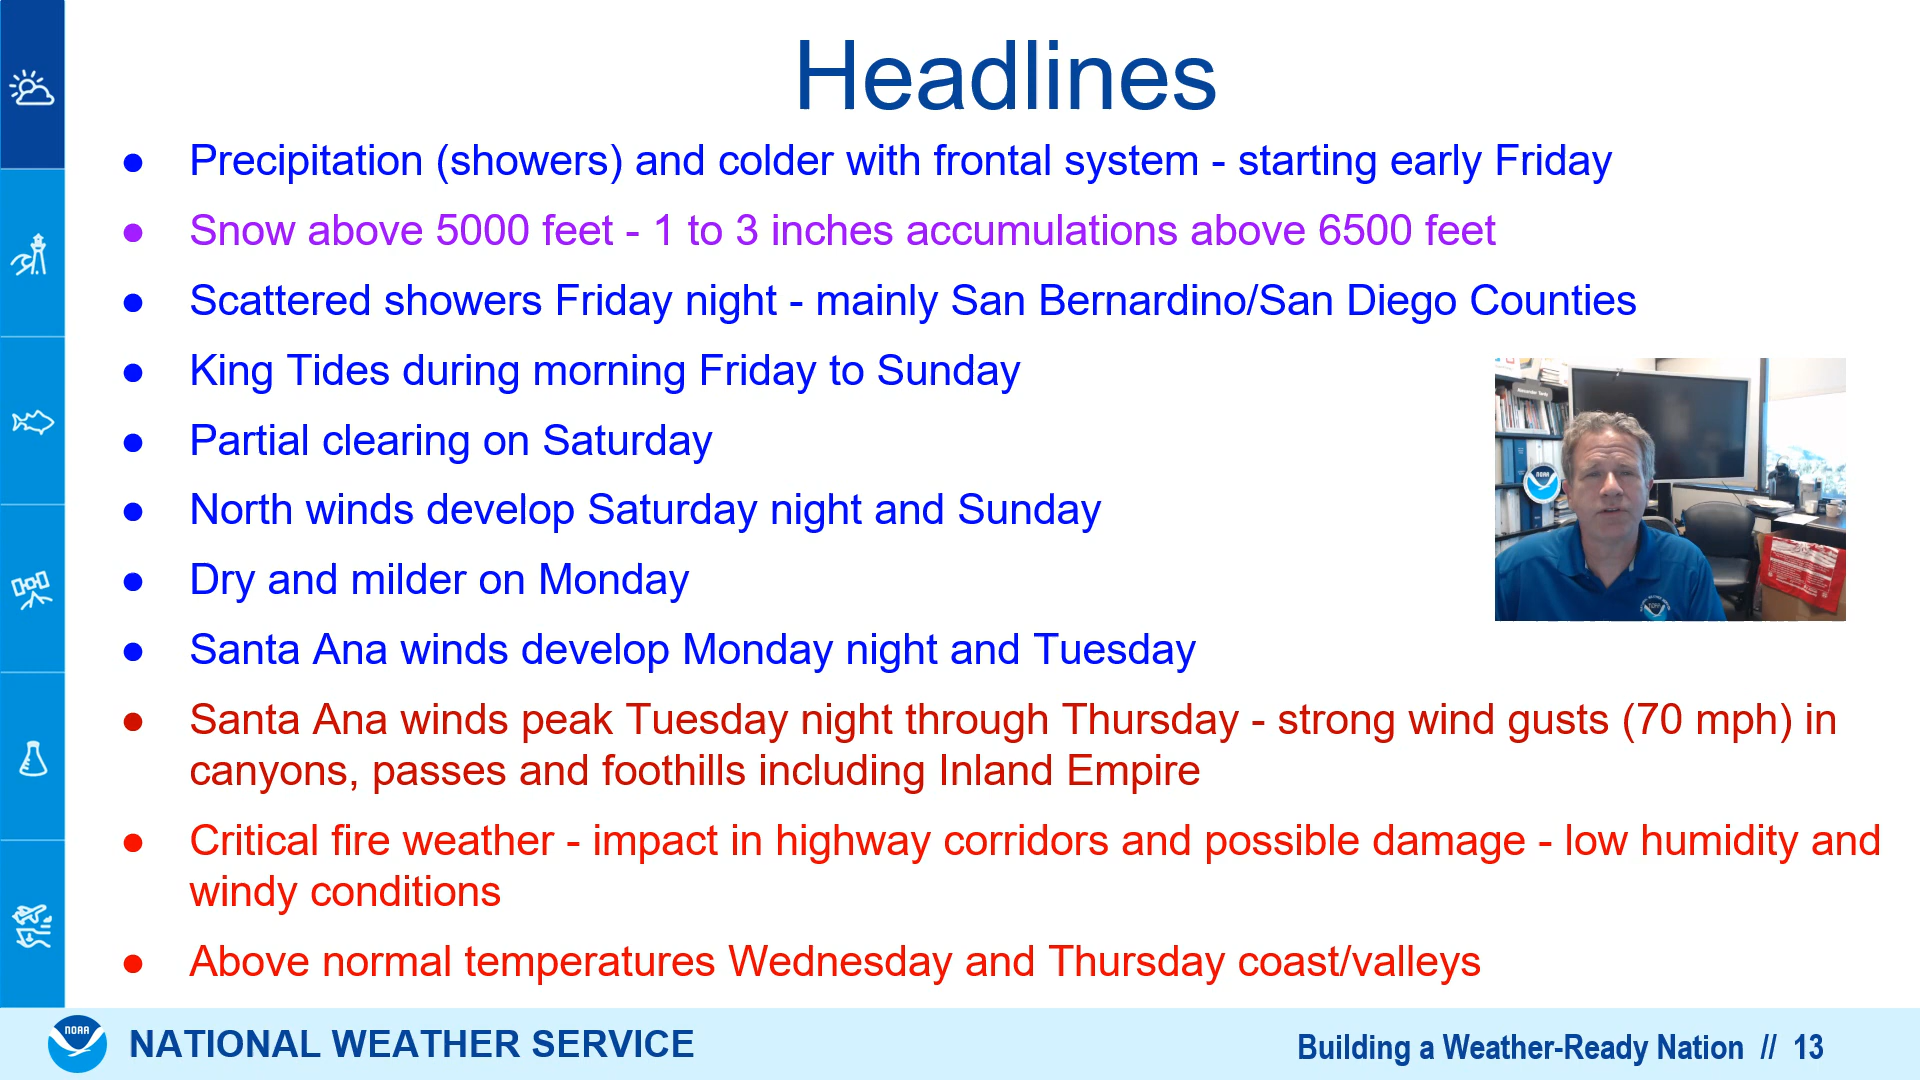 Headlines
● Precipitation (showers) and colder with frontal system - starting early Friday
● Snow above 5000 feet - 1 to 3 inches accumulations above 6500 feet
● Scattered showers Friday night - mainly San Bernardino/San Diego Counties
● King Tides during morning Friday to Sunday
● Partial clearing on Saturday
● North winds develop Saturday night and Sunday
● Dry and milder on Monday
● Santa Ana winds develop Monday night and Tuesday
● Santa Ana winds peak Tuesday night through Thursday - strong wind gusts (70 mph) in
canyons, passes and foothills including Inland Empire
● Critical fire weather - impact in highway corridors and possible damage - low humidity and
windy conditions
● Above normal temperatures Wednesday and Thursday coast/valleys
NOAA
NOAA
NATIONAL WEATHER SERVICE
Building a Weather-Ready Nation // 13